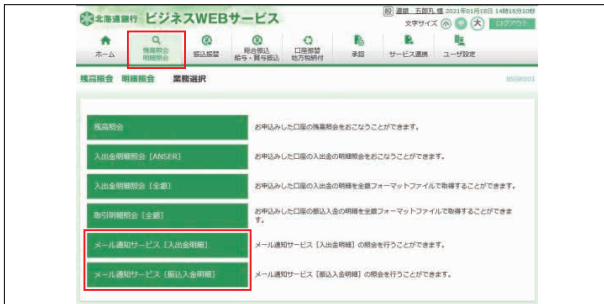 北海道銀行 ビジネスWEBサービス
文字サイズ 小 中 大 ログアウト
ホーム
残高照会
明細照会
振込振替
総合振込
給与・賞与振込
口座振替
地方税納付
承認
サービス連携
ユーザ設定
残高照会 明細照会 業務選択
残高照会 お申込みした口座の残高照会をおこなうことができます。
入出金明細照会［ANSER］ お申込みした口座の入出金の明細照会をおこなうことができます。
入出金明細照会［全銀］ お申込みした口座の入出金の明細を全銀フォーマットファイルで取得することができます。
取引明細照会［全銀］ お申込みした口座の振込入金の明細を全銀フォーマットファイルで取得することができま
す。
メール通知サービス［入出金明細］ メール通知サービス［入出金明細］の照会を行うことができます。
メール通知サービス［振込入金明細］ メール通知サービス［振込入金明細］の照会を行うことができます。